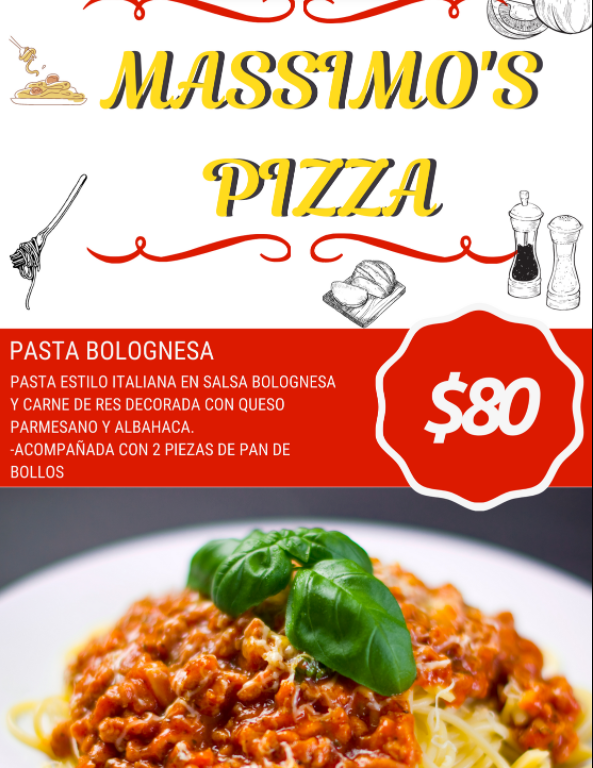 MASSIMO'S
PIZZA
PASTA BOLOGNESA
PASTA ESTILO ITALIANA EN SALSA BOLOGNESA
Y CARNE DE RES DECORADA CON QUESO
PARMESANO Y ALBAHACA.
-ACOMPAÑADA CON 2 PIEZAS DE PAN DE
BOLLOS
$80